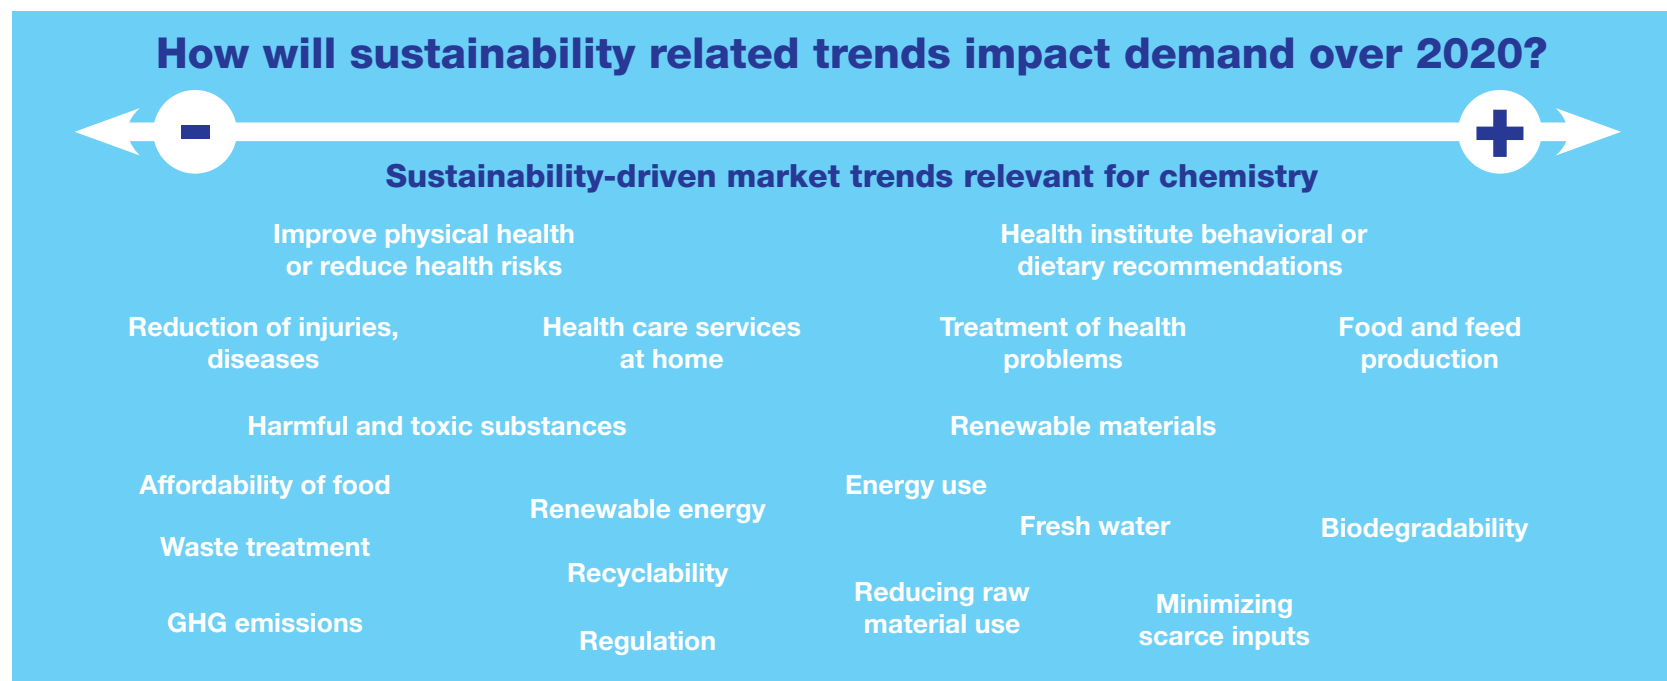 How will sustainability related trends impact demand over 2020?
- +
Sustainability-driven market trends relevant for chemistry
Improve physical health
or reduce health risks
Health institute behavioral or
dietary recommendations
Reduction of injuries,
diseases
Health care services
at home
Treatment of health
problems
Food and feed
production
Harmful and toxic substances
Renewable materials
Affordability of food
Renewable energy
Energy use
Fresh water
Biodegradability
Waste treatment
Recyclability
Reducing raw
material use
Minimizing
scarce inputs
GHG emissions
Regulation